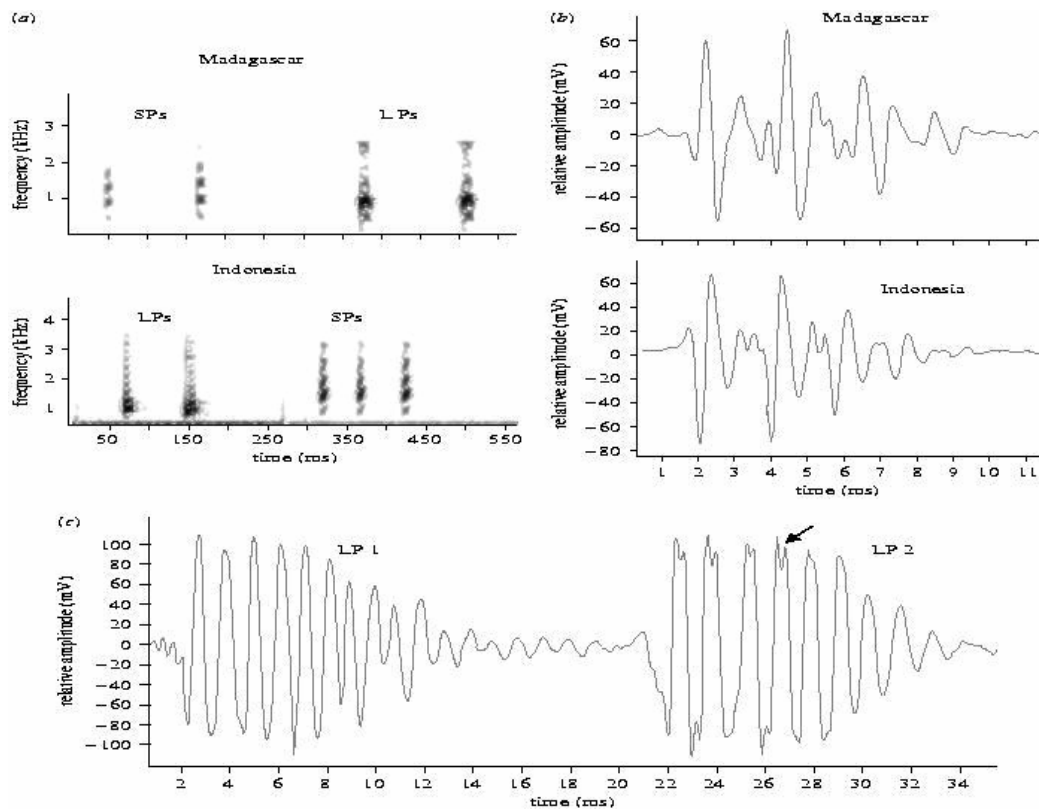 (a)
Madagascar
SPs
LPs
frequency (kHz)
3
2
1
Indonesia
LPs
SPs
frequency (kHz)
4
3
2
1
50 150 250 350 450 550
time (ms)
(b)
Madagascar
relative amplitude (mV)
60
40
20
0
−20
−40
−60
Indonesia
relative amplitude (mV)
60
40
20
0
−20
−40
−60
−80
1 2 3 4 5 6 7 8 9 10 11
time (ms)
(c)
LP 1
LP 2
relative amplitude (mV)
100
80
60
40
20
0
−20
−40
−60
−80
−100
2 4 6 8 10 12 14 16 18 20 22 24 26 28 30 32 34
time (ms)